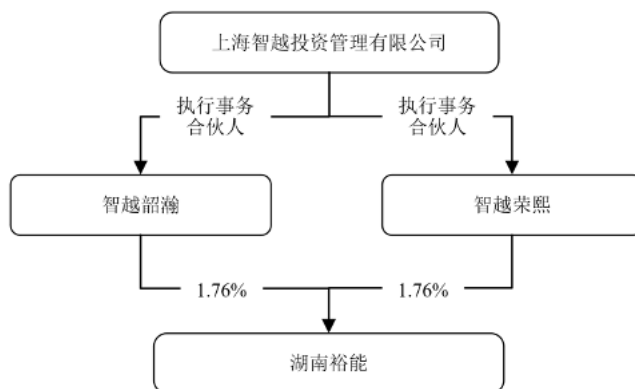 上海智越投资管理有限公司
执行事务
合伙人
执行事务
合伙人
智越韶瀚
智越荣熙
1.76%
1.76%
湖南裕能